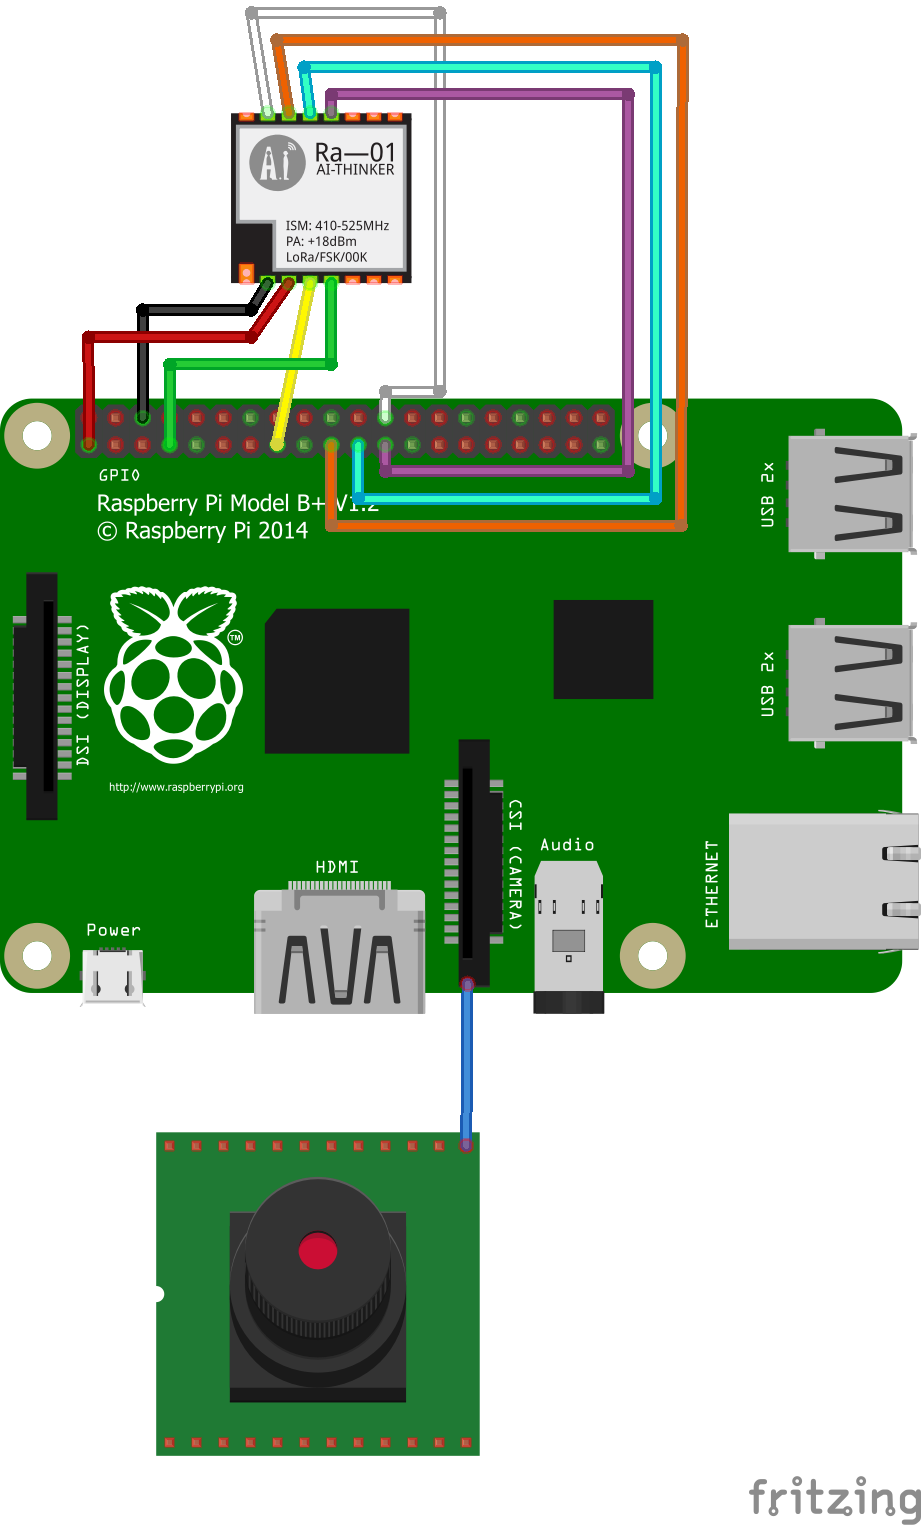 Ai
Ra—01
AI-THINKER
ISM: 410-525MHz
PA: +18dBm
LoRa/FSK/00K
GPIO
Raspberry Pi Model B+ V1.2
© Raspberry Pi 2014
USB 2x
TM
DSI (DISPLAY)
USB 2x
http://www.raspberrypi.org
CSI (CAMERA)
Audio
ETHERNET
HDMI
Power
fritzing